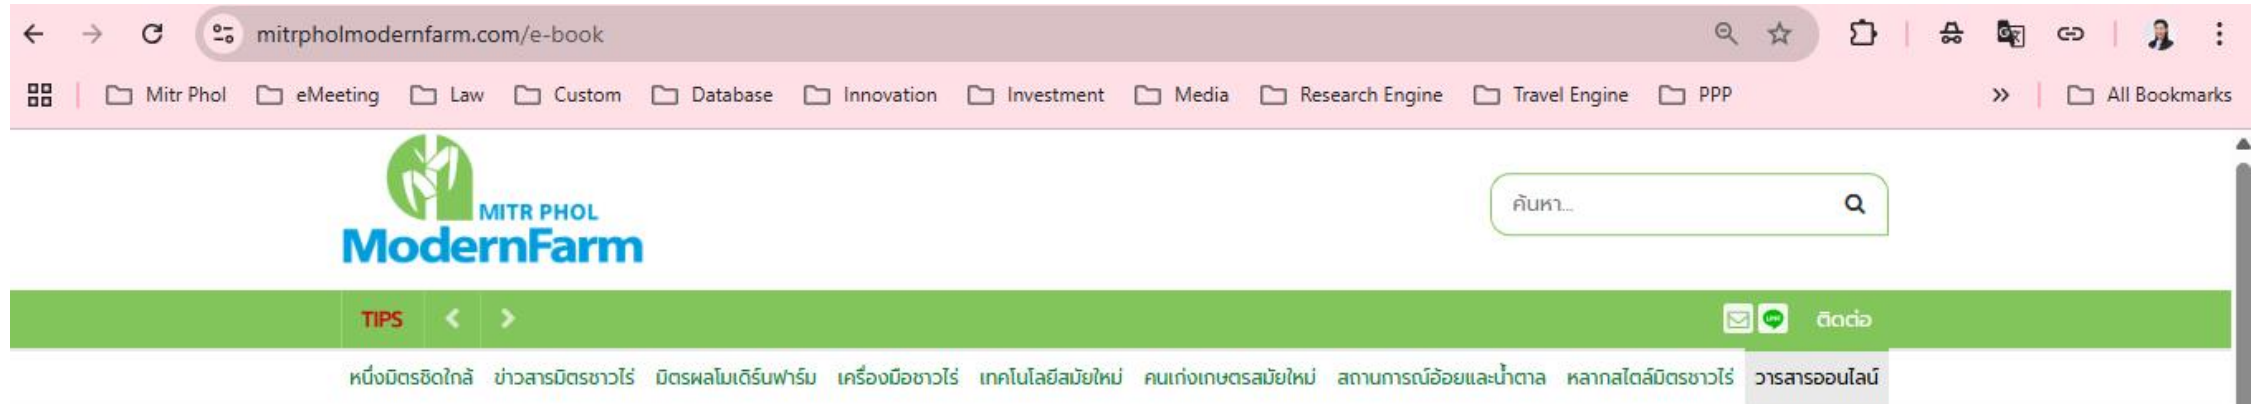 mitrpholmodernfarm.com/e-book
Mitr Phol eMeeting Law Custom Database Innovation Investment Media Research Engine Travel Engine PPP » All Bookmarks
MITR PHOL
ModernFarm
ค้นหา...
TIPS ติดต่อ
หนึ่งมิตรชิดใกล้ ข่าวสารมิตรชาวไร่ มิตรผลโมเดิร์นฟาร์ม เครื่องมือชาวไร่ เทคโนโลยีสมัยใหม่ คนเก่งเกษตรสมัยใหม่ สถานการณ์อ้อยและน้ำตาล หลากสไตล์มิตรชาวไร่ วารสารออนไลน์